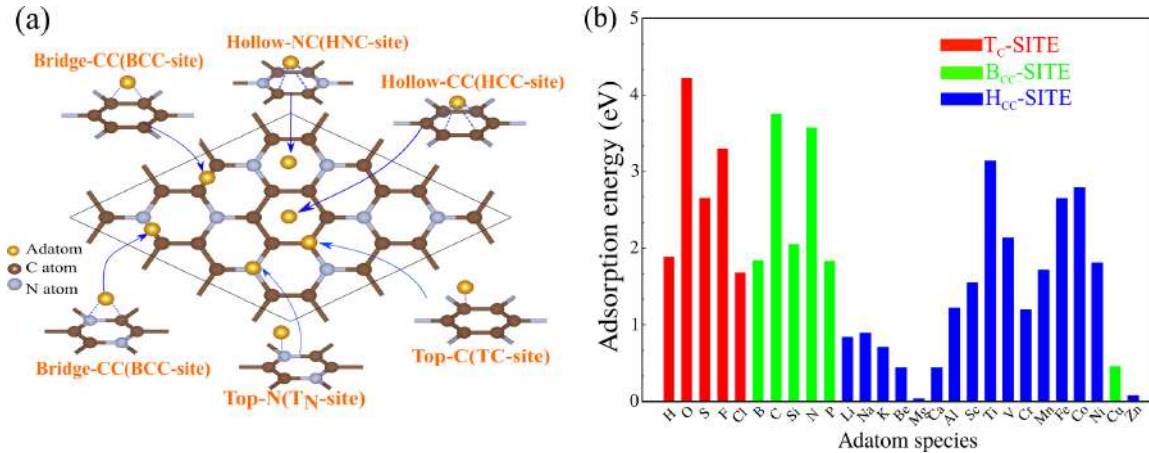 (a)
Hollow-NC(HNC-site)
Bridge-CC(BCC-site)
Hollow-CC(HCC-site)
Adatom
C atom
N atom
Bridge-CC(BCC-site)
Top-N(TN-site)
Top-C(TC-site)
(b)
Adsorption energy (eV)
5
4
3
2
1
0
TC-SITE
BCC-SITE
HCC-SITE
H O S F Cl B C Si N P Li Na K Be Mg Ca Al Sc Ti V Cr Mn Fe Co Ni Cu Zn
Adatom species